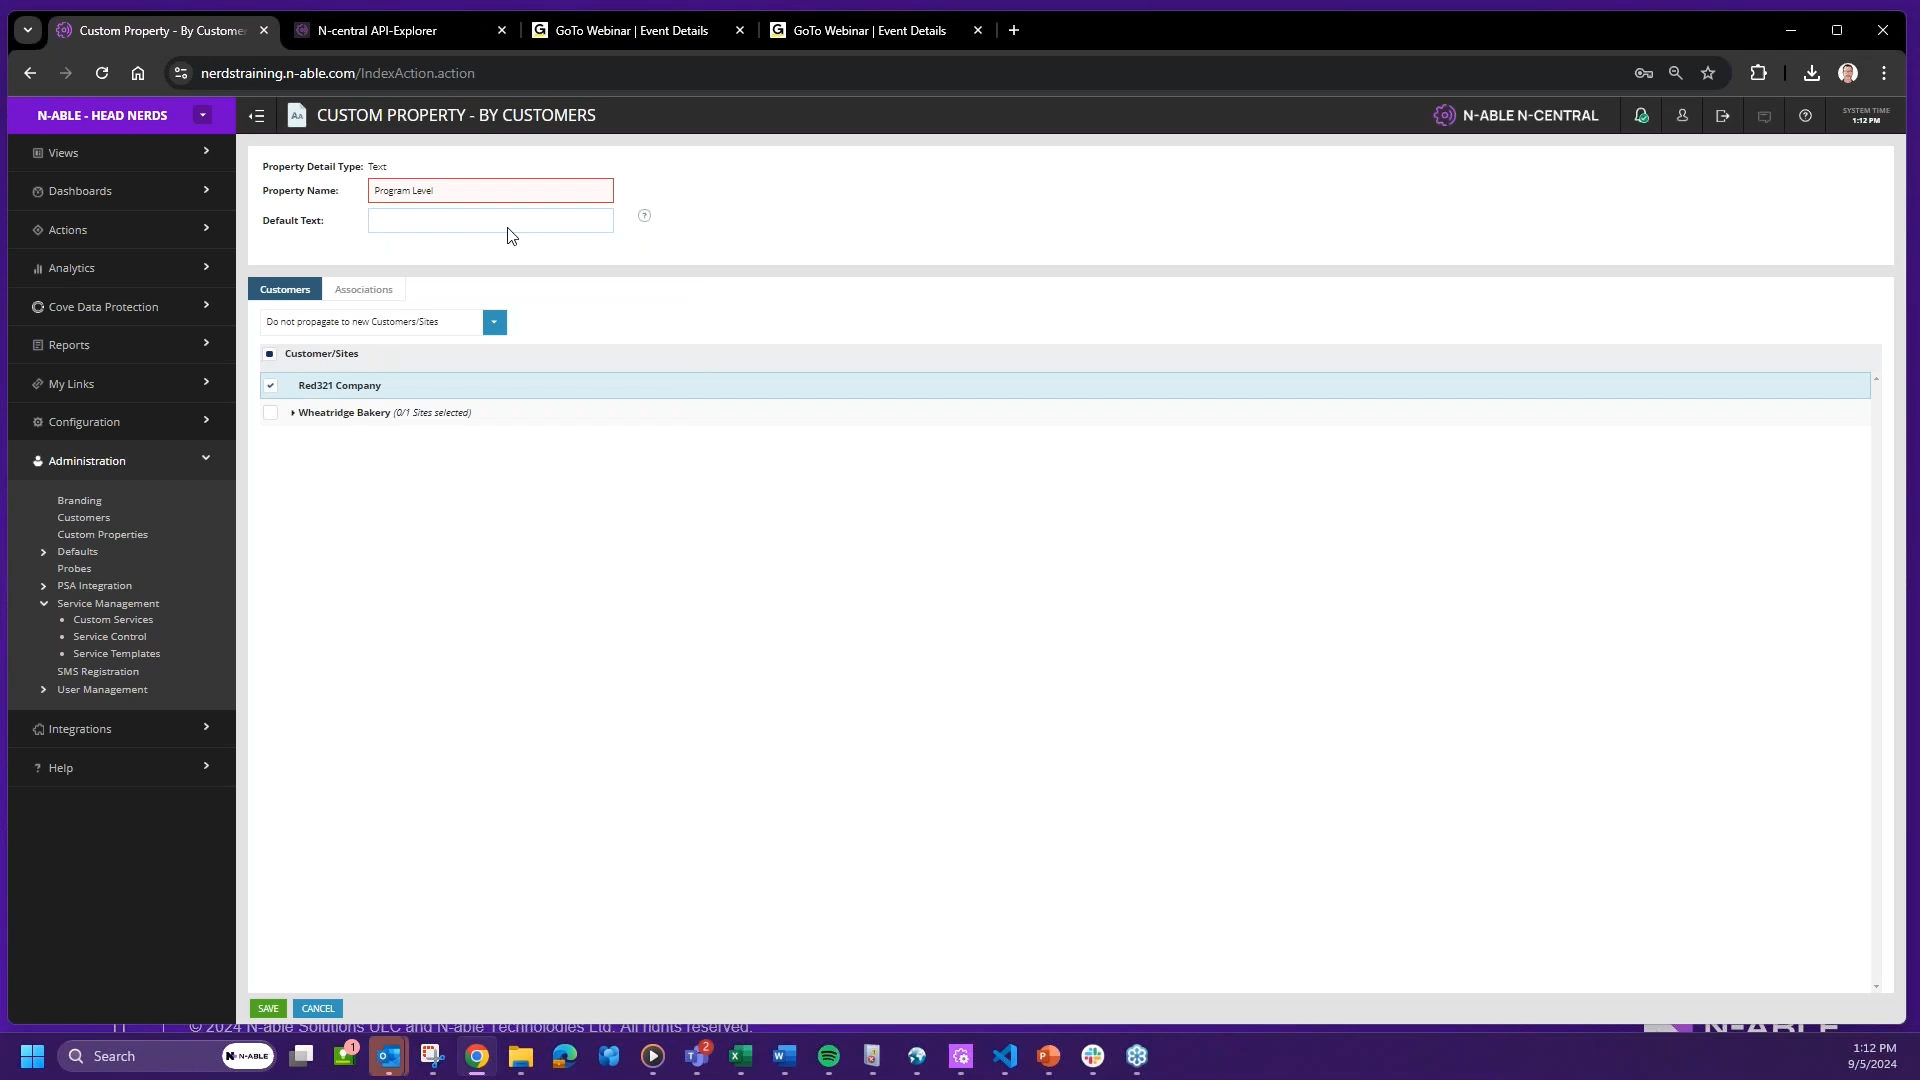 Custom Property - By Custome
N-central API-Explorer
GoTo Webinar | Event Details
GoTo Webinar | Event Details
nerdstraining.n-able.com/IndexAction.action
N-ABLE - HEAD NERDS
CUSTOM PROPERTY - BY CUSTOMERS
N-ABLE N-CENTRAL
SYSTEM TIME
1:12 PM
Views
Dashboards
Actions
Analytics
Cove Data Protection
Reports
My Links
Configuration
Administration
Branding
Customers
Custom Properties
Defaults
Probes
PSA Integration
Service Management
Custom Services
Service Control
Service Templates
SMS Registration
User Management
Integrations
Help
Property Detail Type: Text
Property Name: Program Level
Default Text:
Customers
Associations
Do not propagate to new Customers/Sites
Customer/Sites
Red321 Company
Wheatridge Bakery (0/1 Sites selected)
SAVE
CANCEL
© 2024 N-able Solutions ULC and N-able Technologies Ltd. All rights reserved.
N-ABLE
Search
N-ABLE
1
2
1:12 PM
9/5/2024